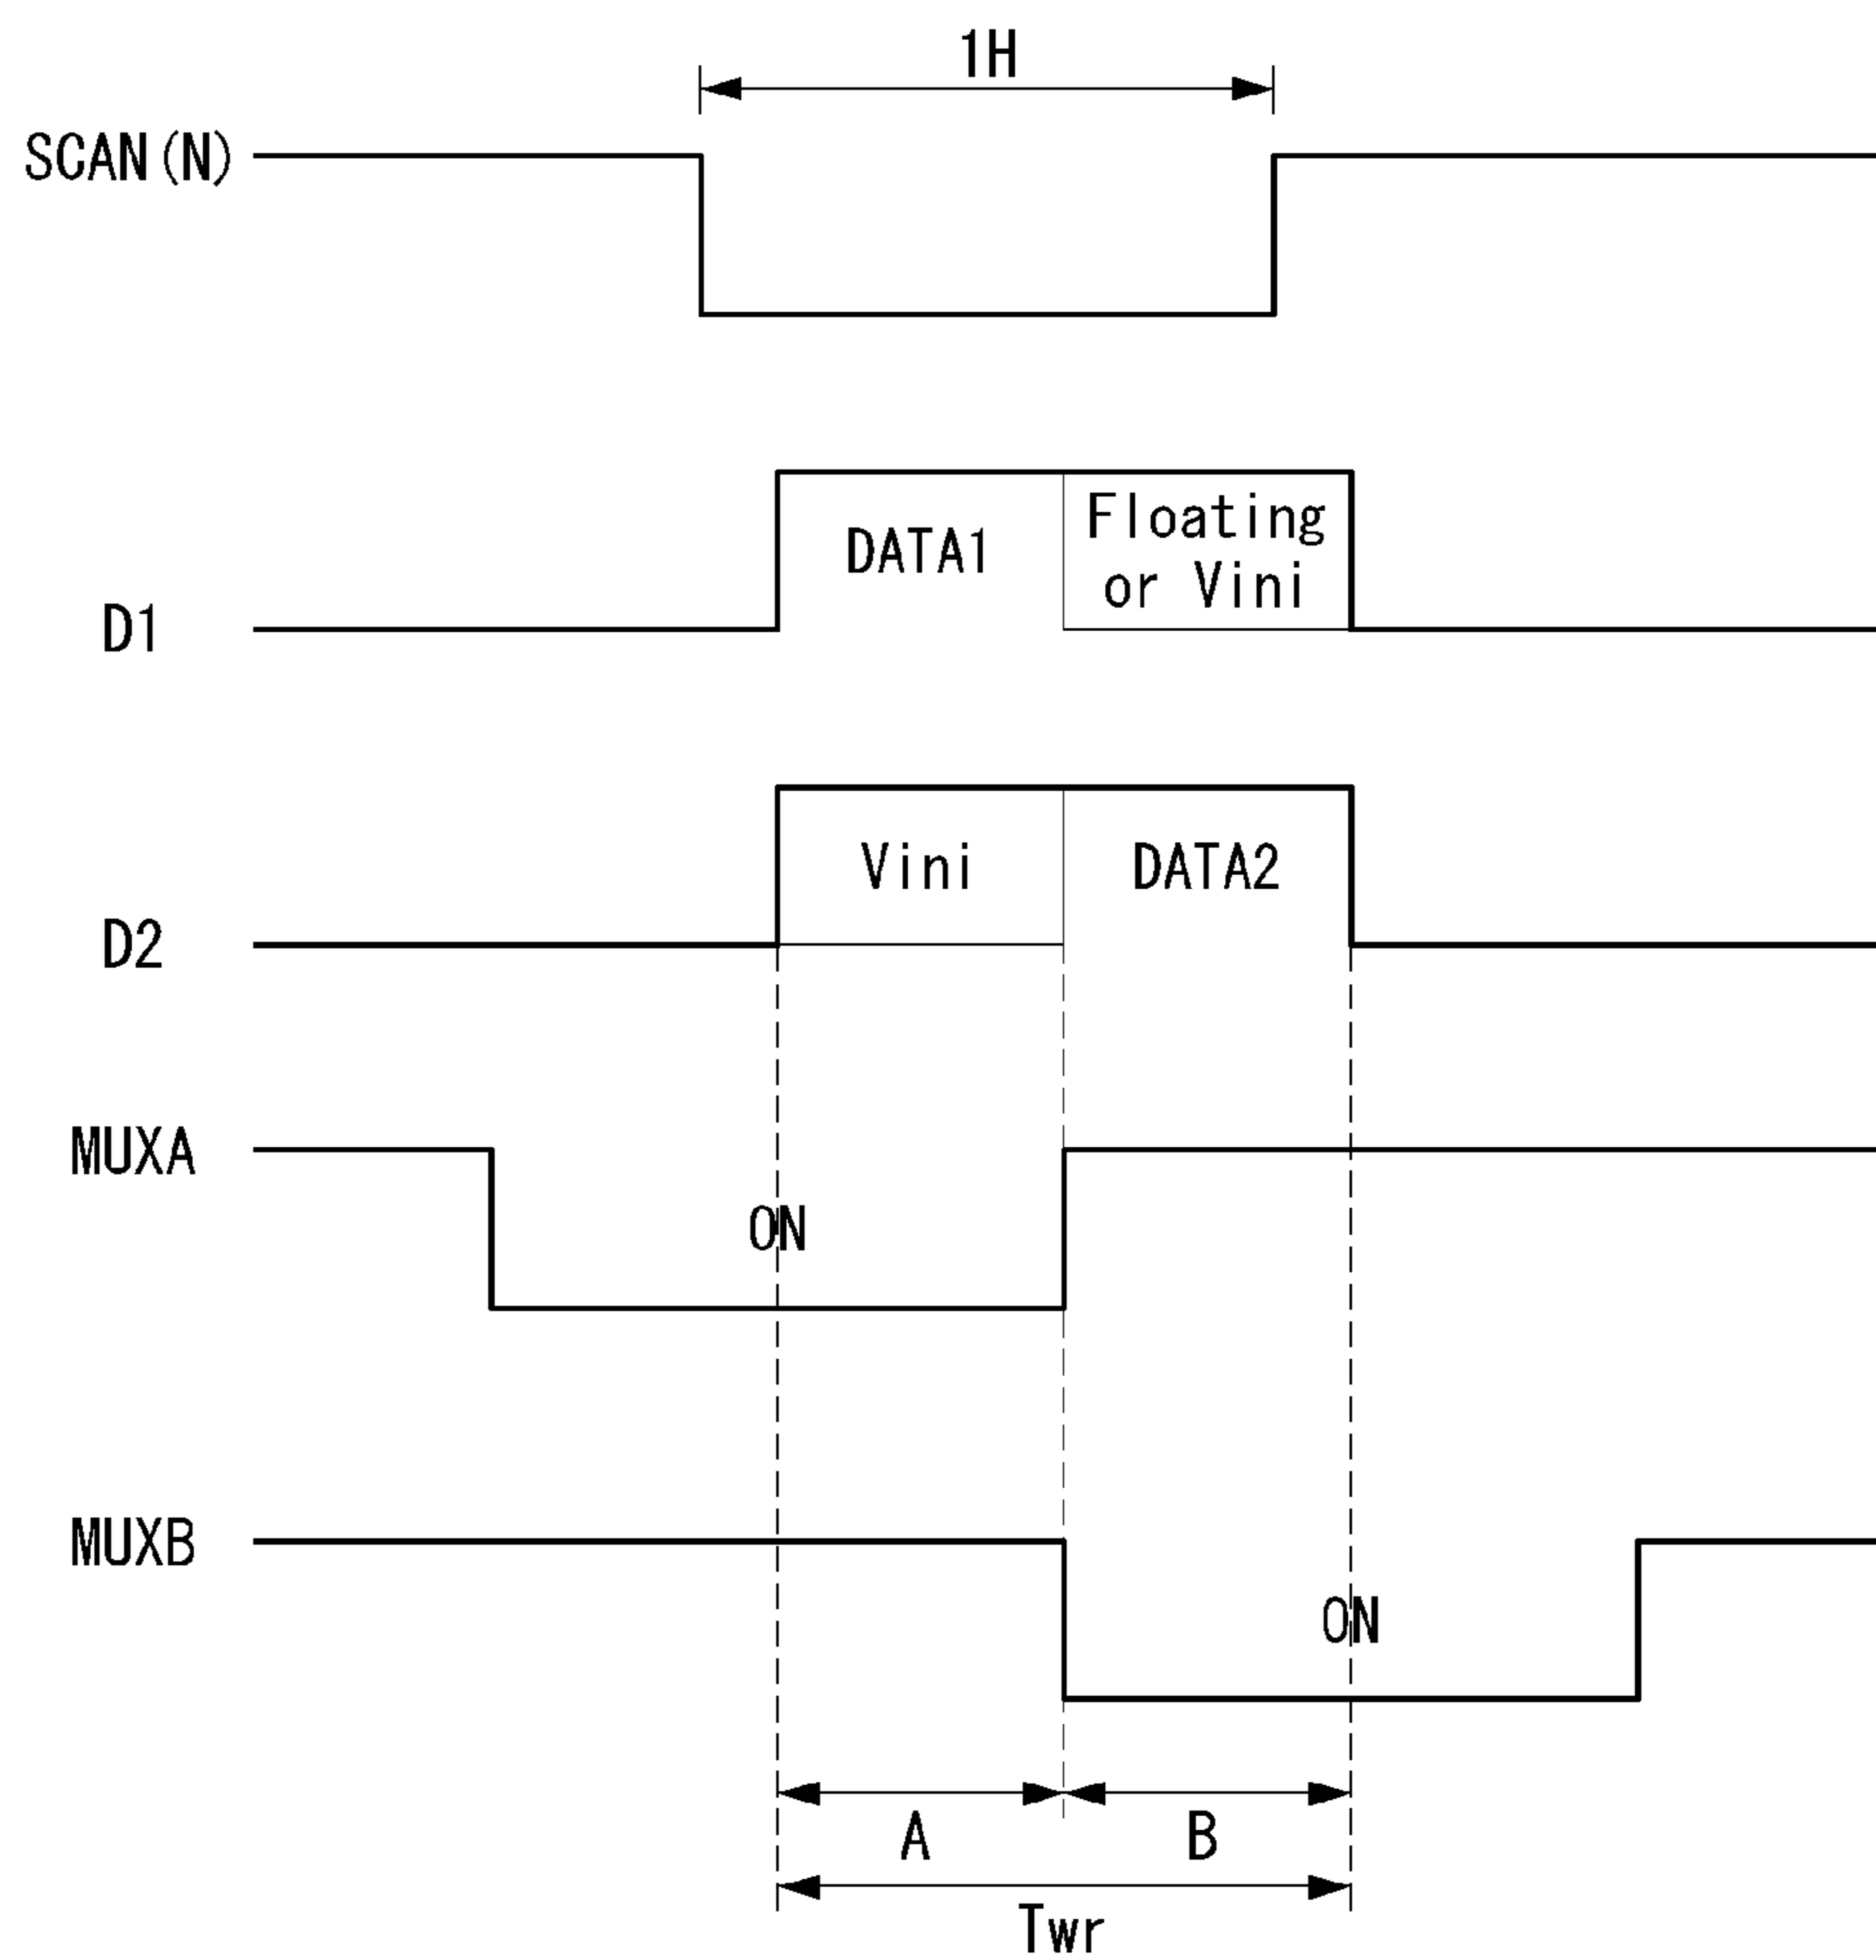 1H
SCAN(N)
DATA1
Floating
or Vini
D1
Vini
DATA2
D2
MUXA
ON
MUXB
ON
A
B
Twr